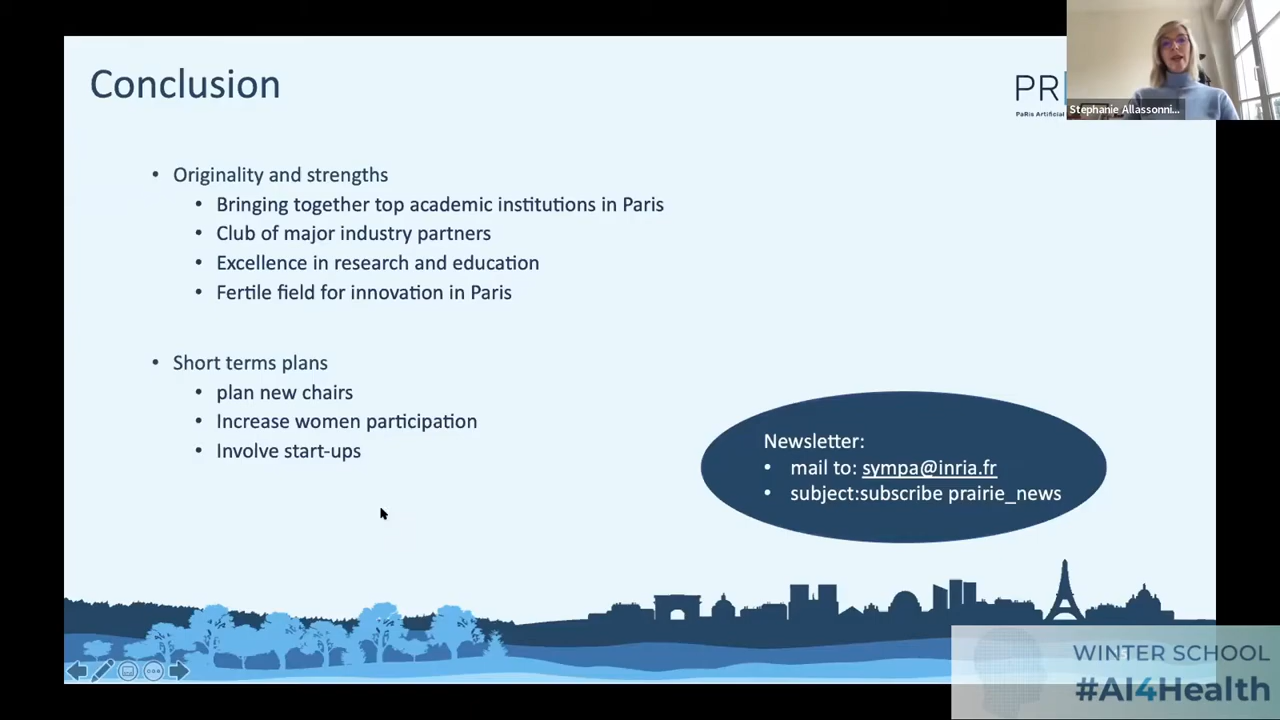 Conclusion
PR
PaRis Artificial
Stephanie Allassonni...
• Originality and strengths
• Bringing together top academic institutions in Paris
• Club of major industry partners
• Excellence in research and education
• Fertile field for innovation in Paris
• Short terms plans
• plan new chairs
• Increase women participation
• Involve start-ups
Newsletter:
• mail to: sympa@inria.fr
• subject:subscribe prairie_news
WINTER SCHOOL
#AI4Health